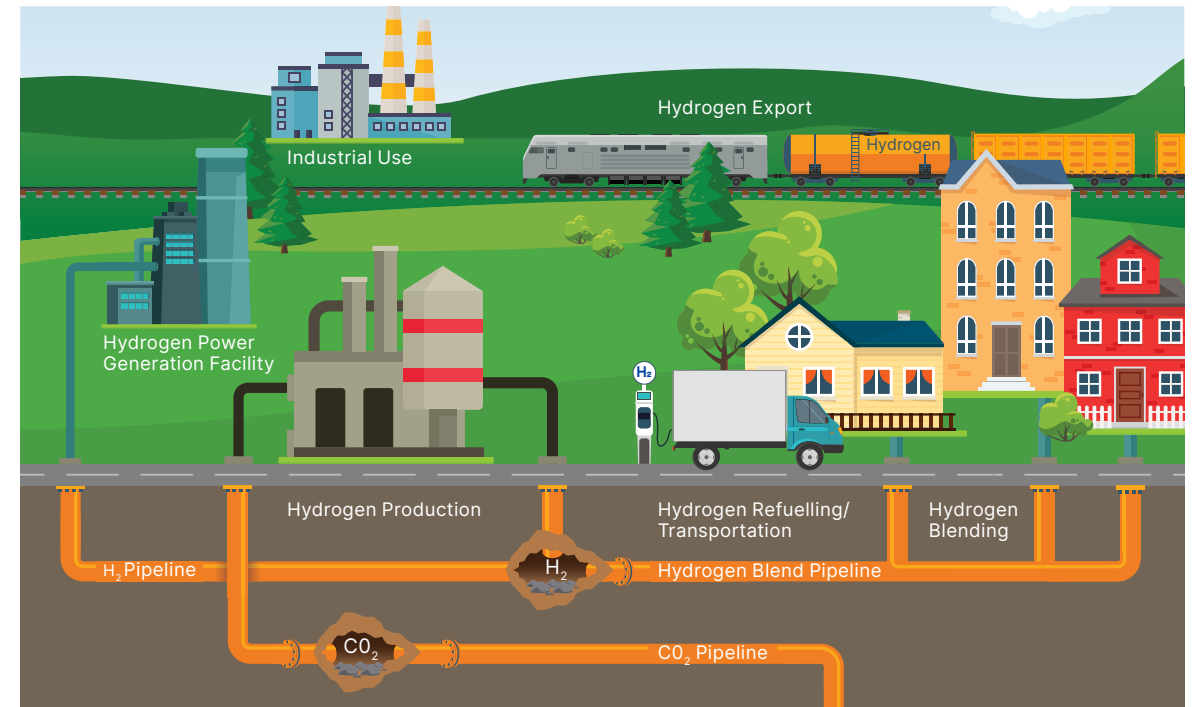 Hydrogen Export
Hydrogen
Industrial Use
Hydrogen Power
Generation Facility
H₂
Hydrogen Production
Hydrogen Refuelling/
Transportation
Hydrogen
Blending
H₂ Pipeline
H₂
Hydrogen Blend Pipeline
C0₂
C0₂ Pipeline